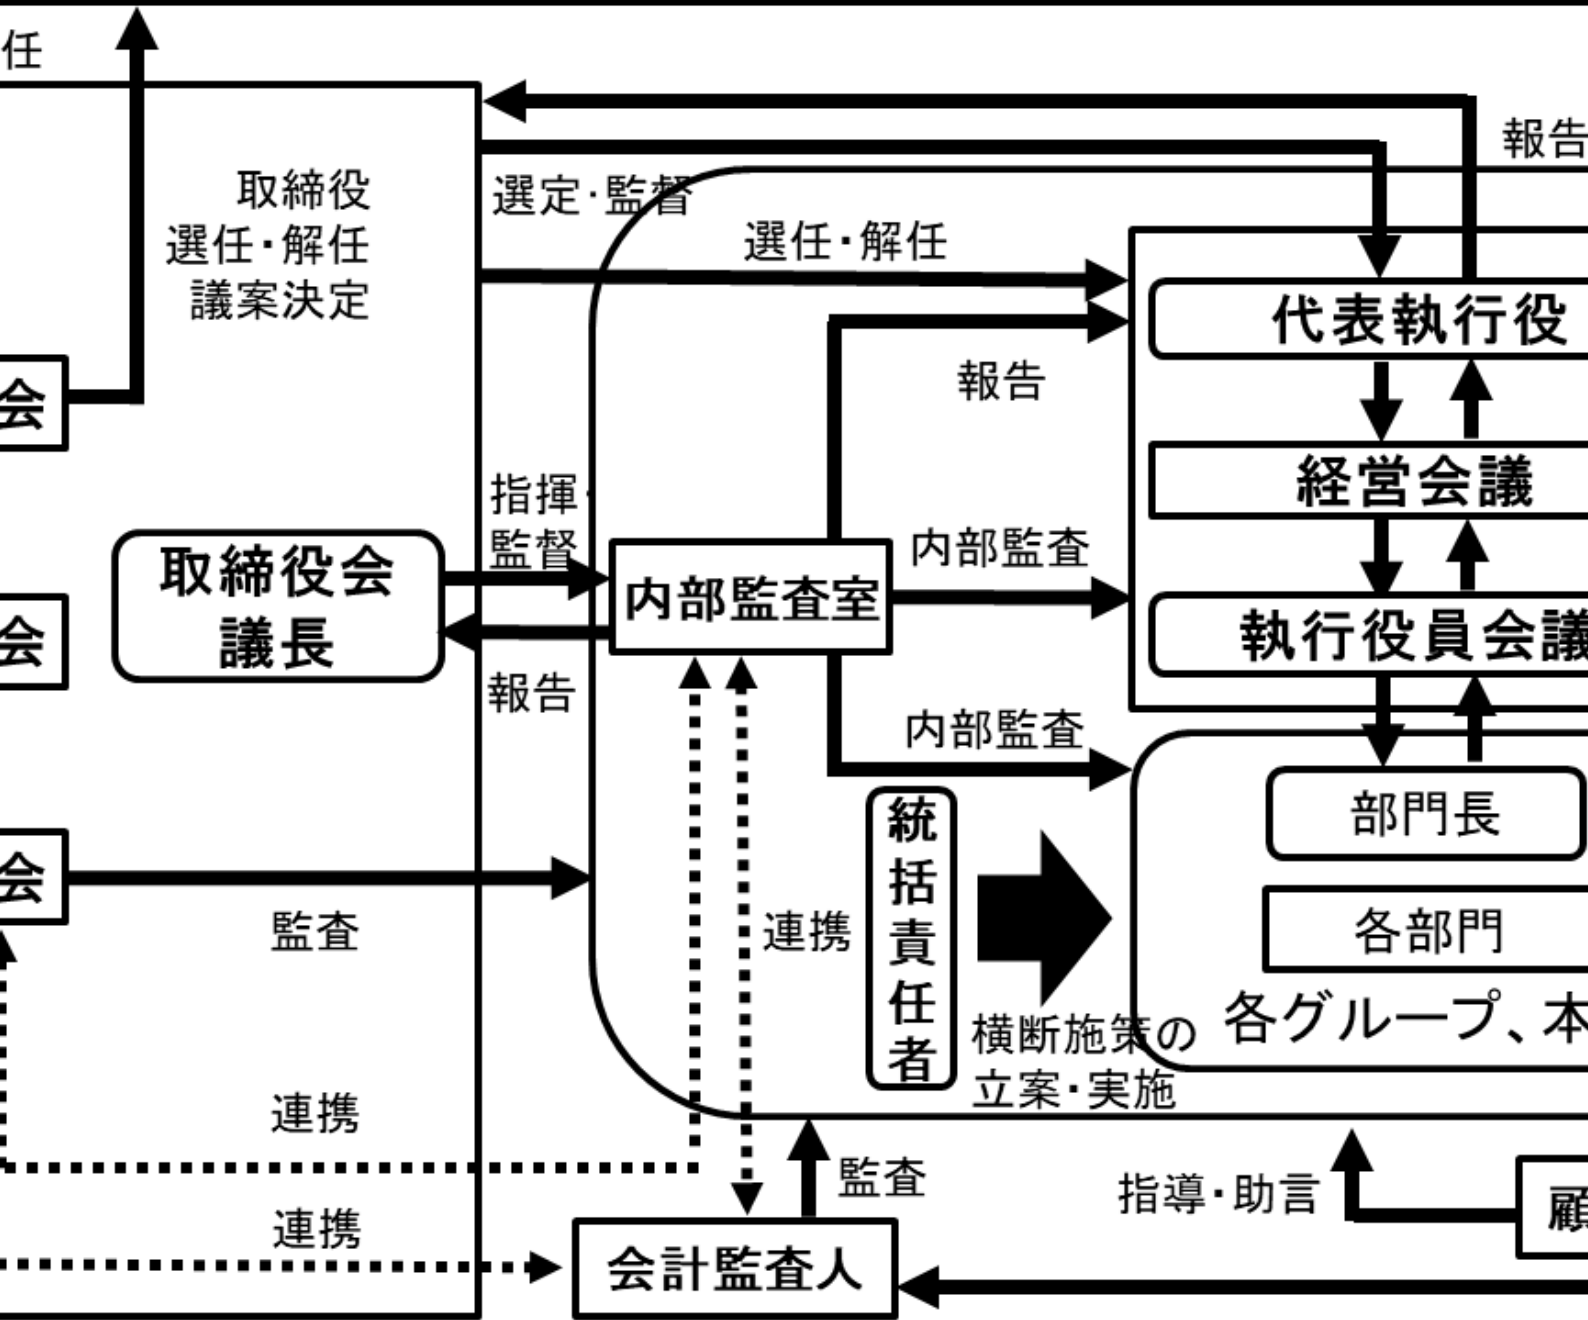 任
報告
取締役
選任・解任
議案決定
選定・監督
選任・解任
代表執行役
会
報告
経営会議
指揮・
監督
内部監査
取締役会
議長
内部監査室
執行役員会議
会
報告
内部監査
部門長
統括責任者
会
監査
連携
各部門
各グループ、本
横断施策の
立案・実施
連携
監査
指導・助言
顧
連携
会計監査人